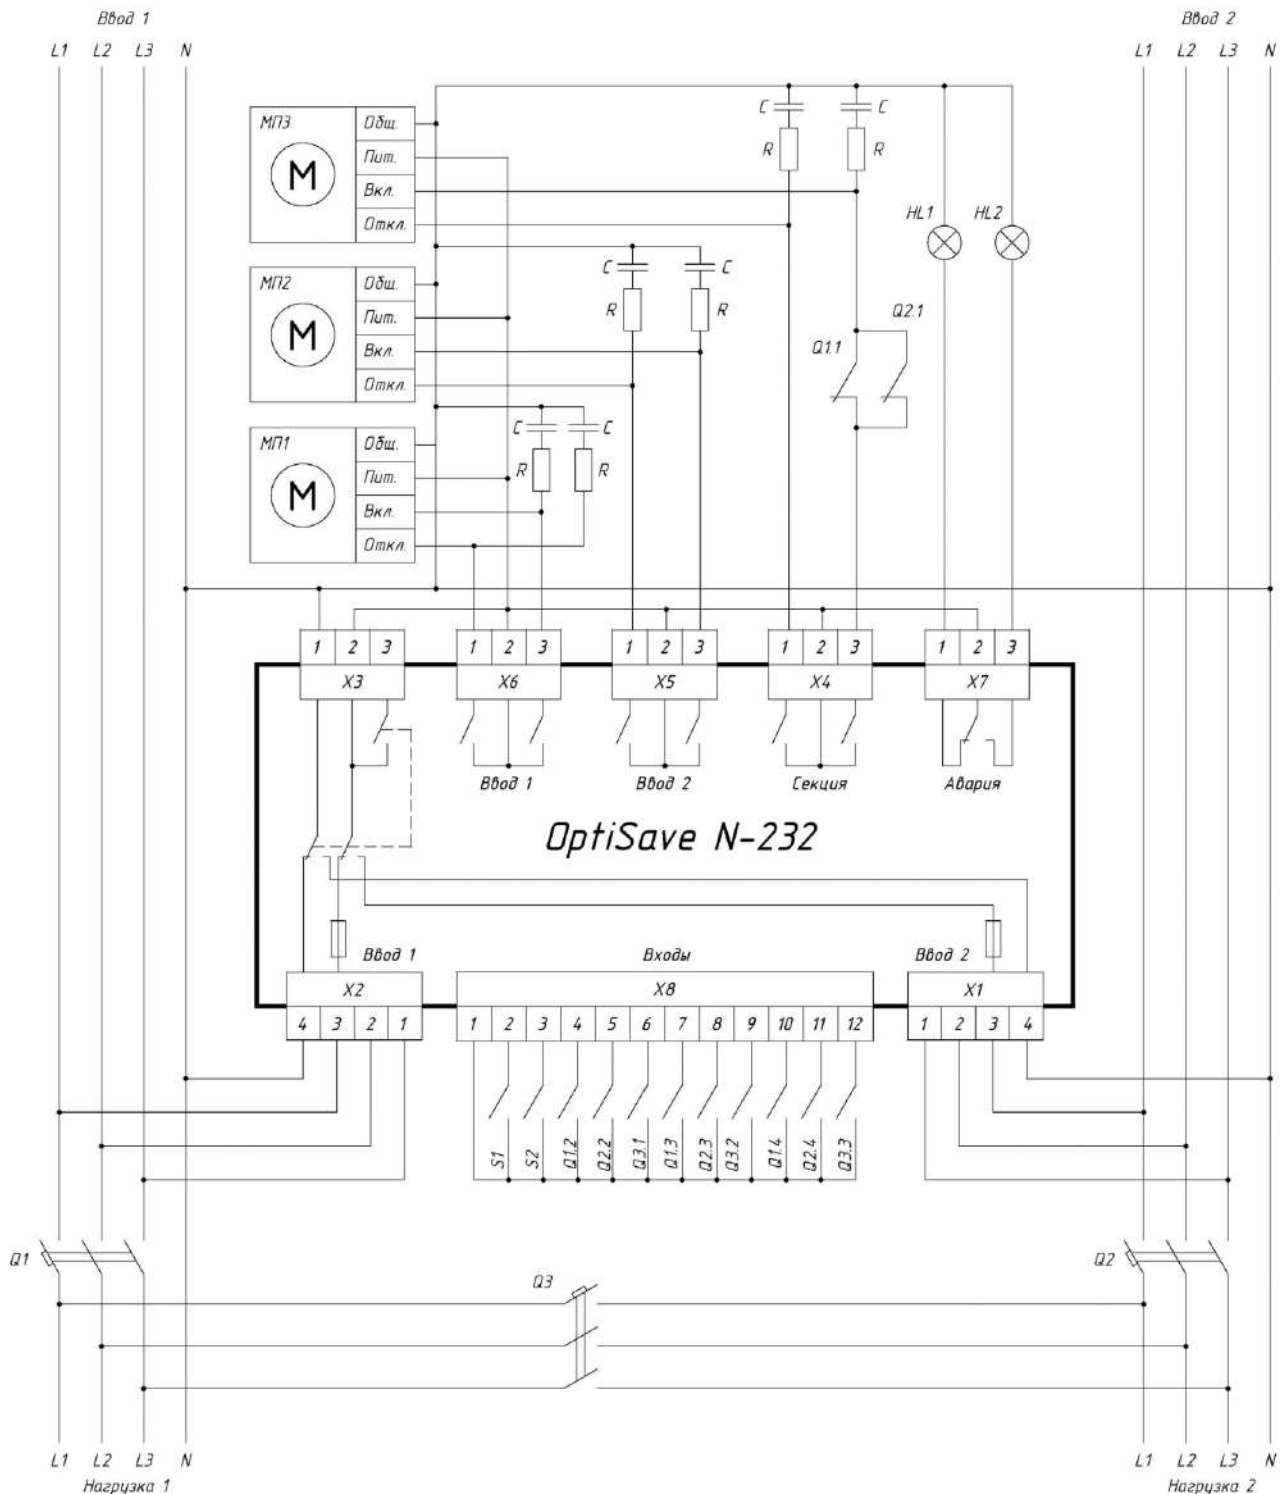 Ввод 1
Ввод 2
L1 L2 L3 N
L1 L2 L3 N
МП3
Общ.
Пит.
Вкл.
Откл.
M
C
C
R
R
HL1
HL2
МП2
Общ.
Пит.
Вкл.
Откл.
M
C
C
R
R
Q1.1
Q2.1
МП1
Общ.
Пит.
Вкл.
Откл.
M
C
C
R
R
1 2 3
1 2 3
1 2 3
1 2 3
1 2 3
X3
X6
X5
X4
X7
Ввод 1
Ввод 2
Секция
Авария
OptiSave N-232
Ввод 1
Входы
Ввод 2
X2
X8
X1
4 3 2 1
1 2 3 4 5 6 7 8 9 10 11 12
1 2 3 4
S1
S2
Q1.2
Q2.2
Q3.1
Q1.3
Q2.3
Q3.2
Q1.4
Q2.4
Q3.3
Q1
Q3
Q2
L1 L2 L3 N
L1 L2 L3 N
Нагрузка 1
Нагрузка 2